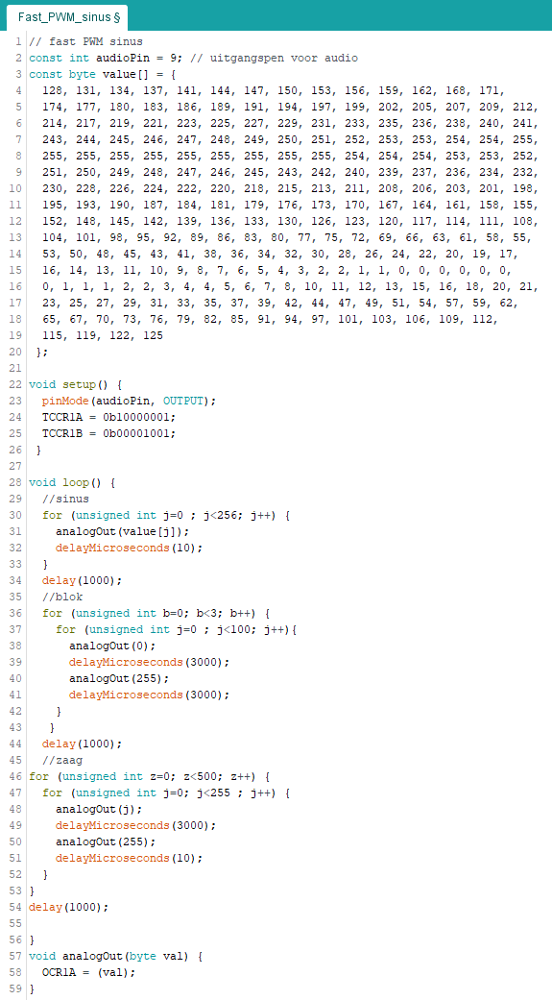 Fast_PWM_sinus §
1 // fast PWM sinus
2 const int audioPin = 9; // uitgangspen voor audio
3 const byte value[] = {
4 128, 131, 134, 137, 141, 144, 147, 150, 153, 156, 159, 162, 168, 171,
5 174, 177, 180, 183, 186, 189, 191, 194, 197, 199, 202, 205, 207, 209, 212,
6 214, 217, 219, 221, 223, 225, 227, 229, 231, 233, 235, 236, 238, 240, 241,
7 243, 244, 245, 246, 247, 248, 249, 250, 251, 252, 253, 253, 254, 254, 255,
8 255, 255, 255, 255, 255, 255, 255, 255, 255, 254, 254, 254, 253, 253, 252,
9 251, 250, 249, 248, 247, 246, 245, 243, 242, 240, 239, 237, 236, 234, 232,
10 230, 228, 226, 224, 222, 220, 218, 215, 213, 211, 208, 206, 203, 201, 198,
11 195, 193, 190, 187, 184, 181, 179, 176, 173, 170, 167, 164, 161, 158, 155,
12 152, 148, 145, 142, 139, 136, 133, 130, 126, 123, 120, 117, 114, 111, 108,
13 104, 101, 98, 95, 92, 89, 86, 83, 80, 77, 75, 72, 69, 66, 63, 61, 58, 55,
14 53, 50, 48, 45, 43, 41, 38, 36, 34, 32, 30, 28, 26, 24, 22, 20, 19, 17,
15 16, 14, 13, 11, 10, 9, 8, 7, 6, 5, 4, 3, 2, 2, 1, 1, 0, 0, 0, 0, 0, 0,
16 0, 1, 1, 1, 2, 2, 3, 4, 4, 5, 6, 7, 8, 10, 11, 12, 13, 15, 16, 18, 20, 21,
17 23, 25, 27, 29, 31, 33, 35, 37, 39, 42, 44, 47, 49, 51, 54, 57, 59, 62,
18 65, 67, 70, 73, 76, 79, 82, 85, 91, 94, 97, 101, 103, 106, 109, 112,
19 115, 119, 122, 125
20 };
21
22 void setup() {
23 pinMode(audioPin, OUTPUT);
24 TCCR1A = 0b10000001;
25 TCCR1B = 0b00001001;
26 }
27
28 void loop() {
29 //sinus
30 for (unsigned int j=0 ; j<256; j++) {
31 analogOut(value[j]);
32 delayMicroseconds(10);
33 }
34 delay(1000);
35 //blok
36 for (unsigned int b=0; b<3; b++) {
37 for (unsigned int j=0 ; j<100; j++){
38 analogOut(0);
39 delayMicroseconds(3000);
40 analogOut(255);
41 delayMicroseconds(3000);
42 }
43 }
44 delay(1000);
45 //zaag
46 for (unsigned int z=0; z<500; z++) {
47 for (unsigned int j=0; j<255 ; j++) {
48 analogOut(j);
49 delayMicroseconds(3000);
50 analogOut(255);
51 delayMicroseconds(10);
52 }
53 }
54 delay(1000);
55
56 }
57 void analogOut(byte val) {
58 OCR1A = (val);
59 }